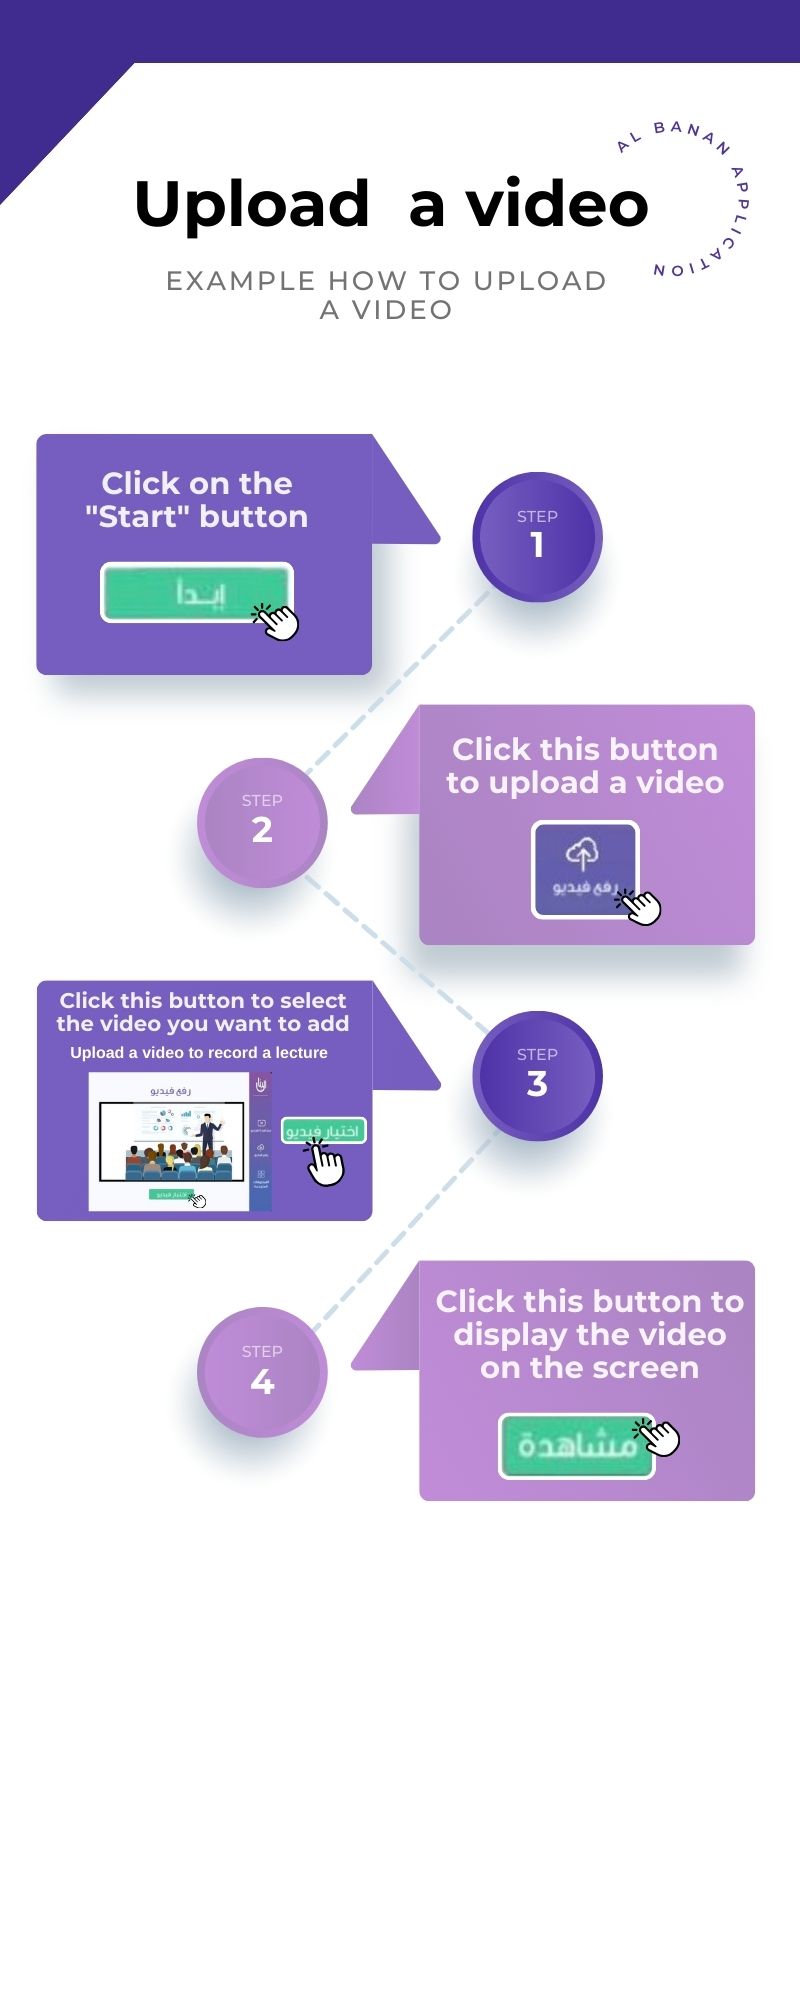 AL BANAN APPLICATION
Upload a video
EXAMPLE HOW TO UPLOAD
A VIDEO
Click on the
"Start" button
إبدأ
STEP
1
Click this button
to upload a video
رفع فيديو
STEP
2
Click this button to select
the video you want to add
Upload a video to record a lecture
رفع فيديو
اختيار فيديو
اختيار فيديو
STEP
3
Click this button to
display the video
on the screen
مشاهدة
STEP
4